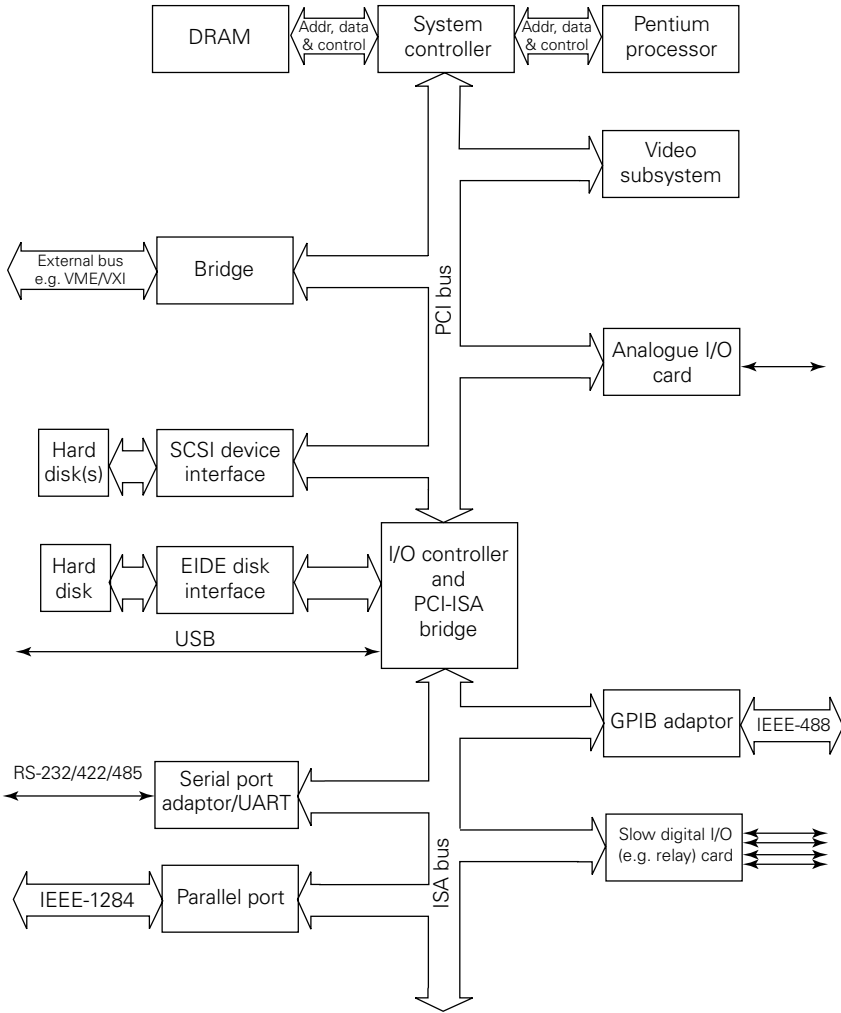 DRAM
Addr, data
& control
System
controller
Addr, data
& control
Pentium
processor
Video
subsystem
External bus
e.g. VME/VXI
Bridge
PCI bus
Analogue I/O
card
Hard
disk(s)
SCSI device
interface
Hard
disk
EIDE disk
interface
I/O controller
and
PCI-ISA
bridge
USB
GPIB adaptor
IEEE-488
RS-232/422/485
Serial port
adaptor/UART
Slow digital I/O
(e.g. relay) card
ISA bus
IEEE-1284
Parallel port